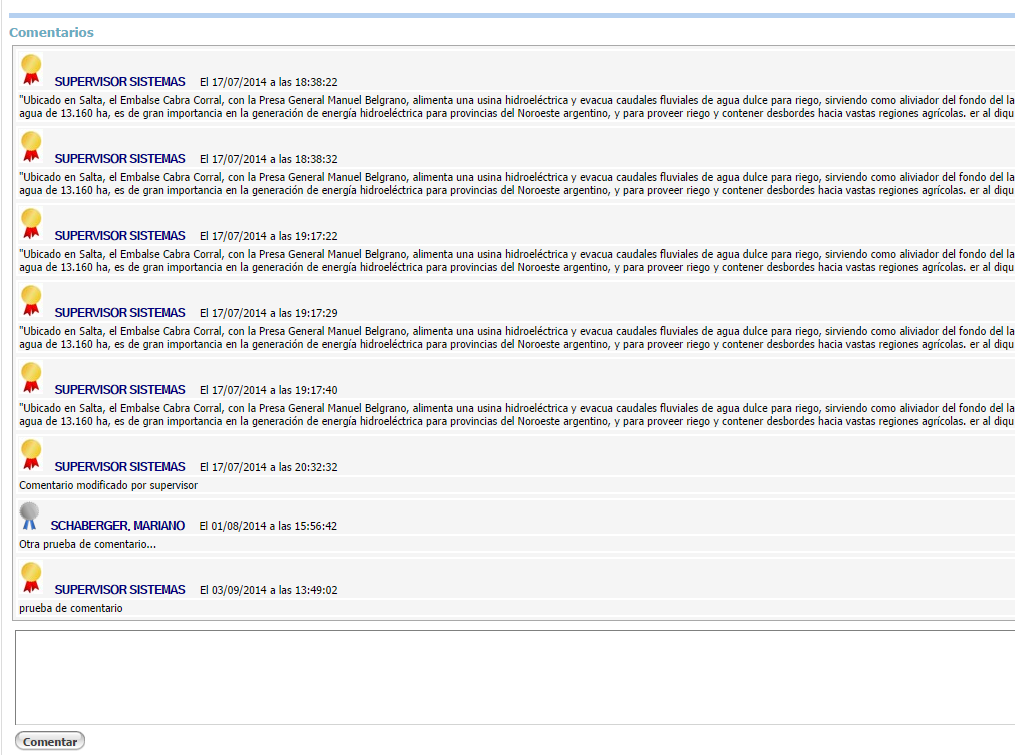 Comentarios
SUPERVISOR SISTEMAS El 17/07/2014 a las 18:38:22
"Ubicado en Salta, el Embalse Cabra Corral, con la Presa General Manuel Belgrano, alimenta una usina hidroeléctrica y evacua caudales fluviales de agua dulce para riego, sirviendo como aliviador del fondo del la
agua de 13.160 ha, es de gran importancia en la generación de energía hidroeléctrica para provincias del Noroeste argentino, y para proveer riego y contener desbordes hacia vastas regiones agrícolas. er al diqu
SUPERVISOR SISTEMAS El 17/07/2014 a las 18:38:32
"Ubicado en Salta, el Embalse Cabra Corral, con la Presa General Manuel Belgrano, alimenta una usina hidroeléctrica y evacua caudales fluviales de agua dulce para riego, sirviendo como aliviador del fondo del la
agua de 13.160 ha, es de gran importancia en la generación de energía hidroeléctrica para provincias del Noroeste argentino, y para proveer riego y contener desbordes hacia vastas regiones agrícolas. er al diqu
SUPERVISOR SISTEMAS El 17/07/2014 a las 19:17:22
"Ubicado en Salta, el Embalse Cabra Corral, con la Presa General Manuel Belgrano, alimenta una usina hidroeléctrica y evacua caudales fluviales de agua dulce para riego, sirviendo como aliviador del fondo del la
agua de 13.160 ha, es de gran importancia en la generación de energía hidroeléctrica para provincias del Noroeste argentino, y para proveer riego y contener desbordes hacia vastas regiones agrícolas. er al diqu
SUPERVISOR SISTEMAS El 17/07/2014 a las 19:17:29
"Ubicado en Salta, el Embalse Cabra Corral, con la Presa General Manuel Belgrano, alimenta una usina hidroeléctrica y evacua caudales fluviales de agua dulce para riego, sirviendo como aliviador del fondo del la
agua de 13.160 ha, es de gran importancia en la generación de energía hidroeléctrica para provincias del Noroeste argentino, y para proveer riego y contener desbordes hacia vastas regiones agrícolas. er al diqu
SUPERVISOR SISTEMAS El 17/07/2014 a las 19:17:40
"Ubicado en Salta, el Embalse Cabra Corral, con la Presa General Manuel Belgrano, alimenta una usina hidroeléctrica y evacua caudales fluviales de agua dulce para riego, sirviendo como aliviador del fondo del la
agua de 13.160 ha, es de gran importancia en la generación de energía hidroeléctrica para provincias del Noroeste argentino, y para proveer riego y contener desbordes hacia vastas regiones agrícolas. er al diqu
SUPERVISOR SISTEMAS El 17/07/2014 a las 20:32:32
Comentario modificado por supervisor
SCHABERGER, MARIANO El 01/08/2014 a las 15:56:42
Otra prueba de comentario...
SUPERVISOR SISTEMAS El 03/09/2014 a las 13:49:02
prueba de comentario
Comentar